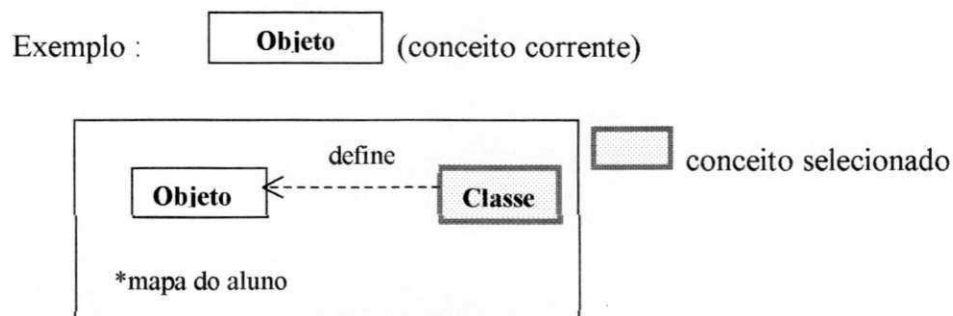 Exemplo : Objeto (conceito corrente)
define
conceito selecionado
Objeto
Classe
*mapa do aluno